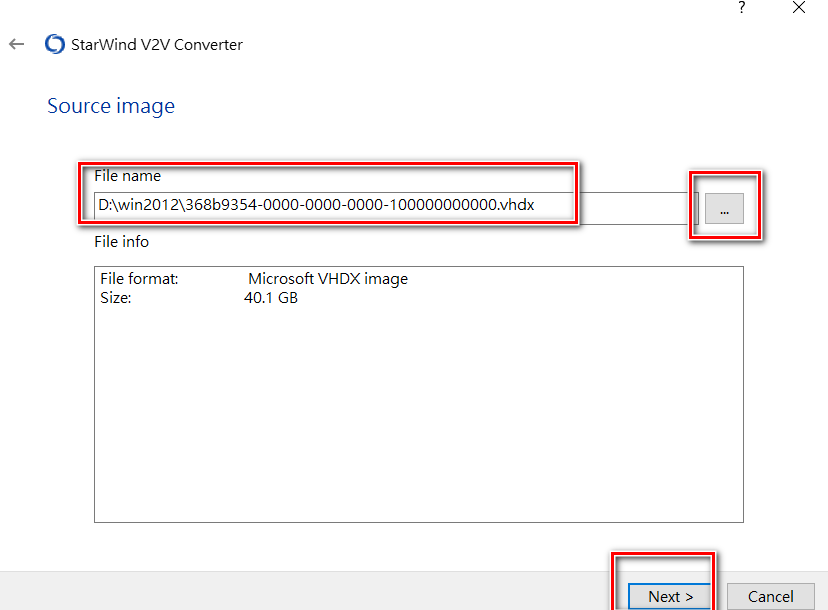 ?
StarWind V2V Converter
Source image
File name
D:\win2012\368b9354-0000-0000-0000-100000000000.vhdx
...
File info
File format: Microsoft VHDX image
Size: 40.1 GB
Next >
Cancel